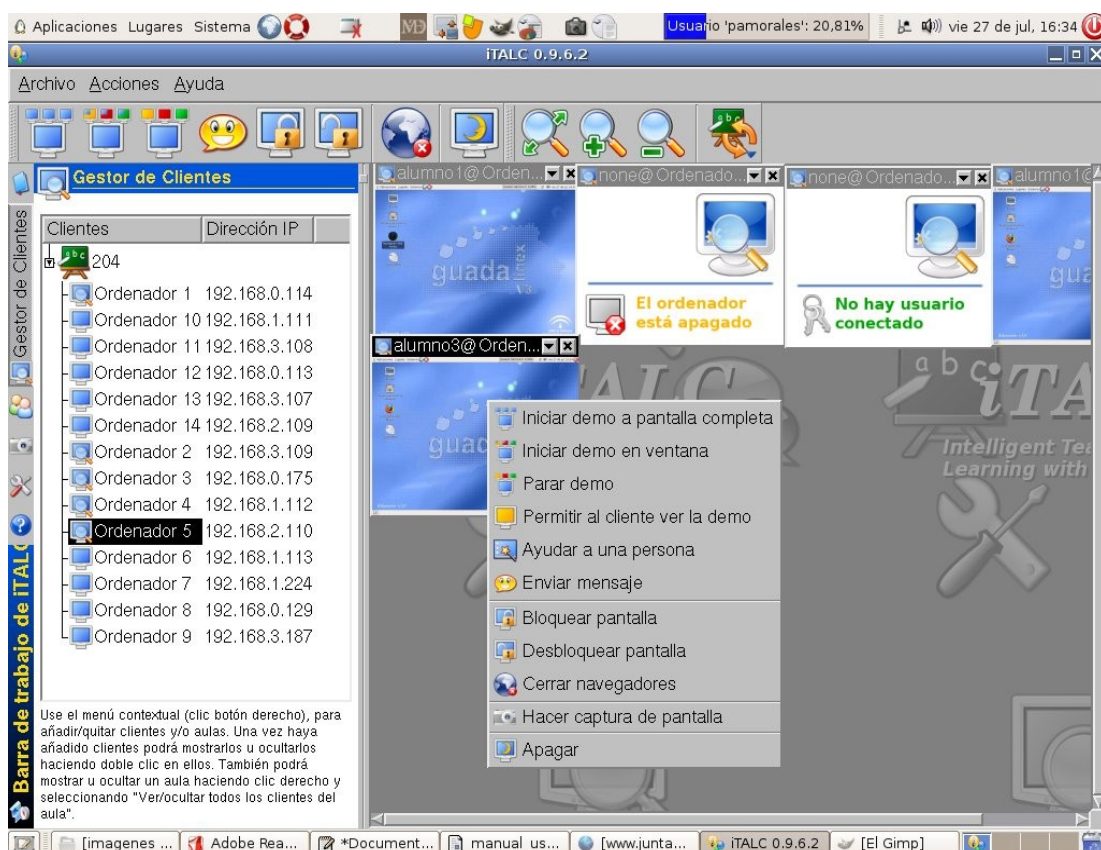 Aplicaciones Lugares Sistema
Usuario 'pamorales': 20,81%
vie 27 de jul, 16:34
iTALC 0.9.6.2
Archivo Acciones Ayuda
Gestor de Clientes
Gestor de Clientes
Barra de trabajo de iTALC
Clientes Dirección IP
204
Ordenador 1 192.168.0.114
Ordenador 10 192.168.1.111
Ordenador 11 192.168.3.108
Ordenador 12 192.168.0.113
Ordenador 13 192.168.3.107
Ordenador 14 192.168.2.109
Ordenador 2 192.168.3.109
Ordenador 3 192.168.0.175
Ordenador 4 192.168.1.112
Ordenador 5 192.168.2.110
Ordenador 6 192.168.1.113
Ordenador 7 192.168.1.224
Ordenador 8 192.168.0.129
Ordenador 9 192.168.3.187
Use el menú contextual (clic botón derecho), para
añadir/quitar clientes y/o aulas. Una vez haya
añadido clientes podrá mostrarlos u ocultarlos
haciendo doble clic en ellos. También podrá
mostrar u ocultar un aula haciendo clic derecho y
seleccionando "Ver/ocultar todos los clientes del
aula".
alumno1@Orden...
none@Ordenado...
none@Ordenado...
alumno1@
guadalinex
V3
El ordenador
está apagado
No hay usuario
conectado
gua
alumno3@Orden...
guad
TALC
abc
iTA
Intelligent Tea
Learning with
Iniciar demo a pantalla completa
Iniciar demo en ventana
Parar demo
Permitir al cliente ver la demo
Ayudar a una persona
Enviar mensaje
Bloquear pantalla
Desbloquear pantalla
Cerrar navegadores
Hacer captura de pantalla
Apagar
[imagenes ...
Adobe Rea...
*Document...
manual us...
[www.junta...
iTALC 0.9.6.2
[El Gimp]